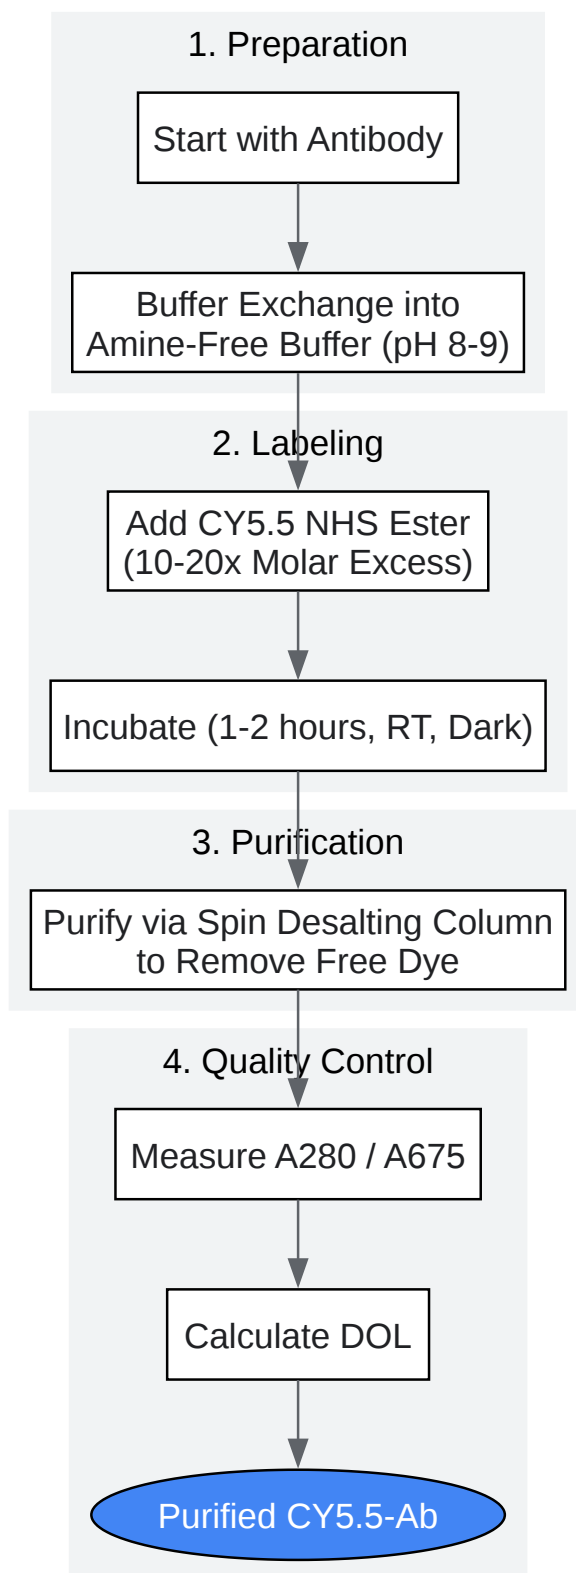 1. Preparation
Start with Antibody
Buffer Exchange into
Amine-Free Buffer (pH 8-9)
2. Labeling
Add CY5.5 NHS Ester
(10-20x Molar Excess)
Incubate (1-2 hours, RT, Dark)
3. Purification
Purify via Spin Desalting Column
to Remove Free Dye
4. Quality Control
Measure A280 / A675
Calculate DOL
Purified CY5.5-Ab